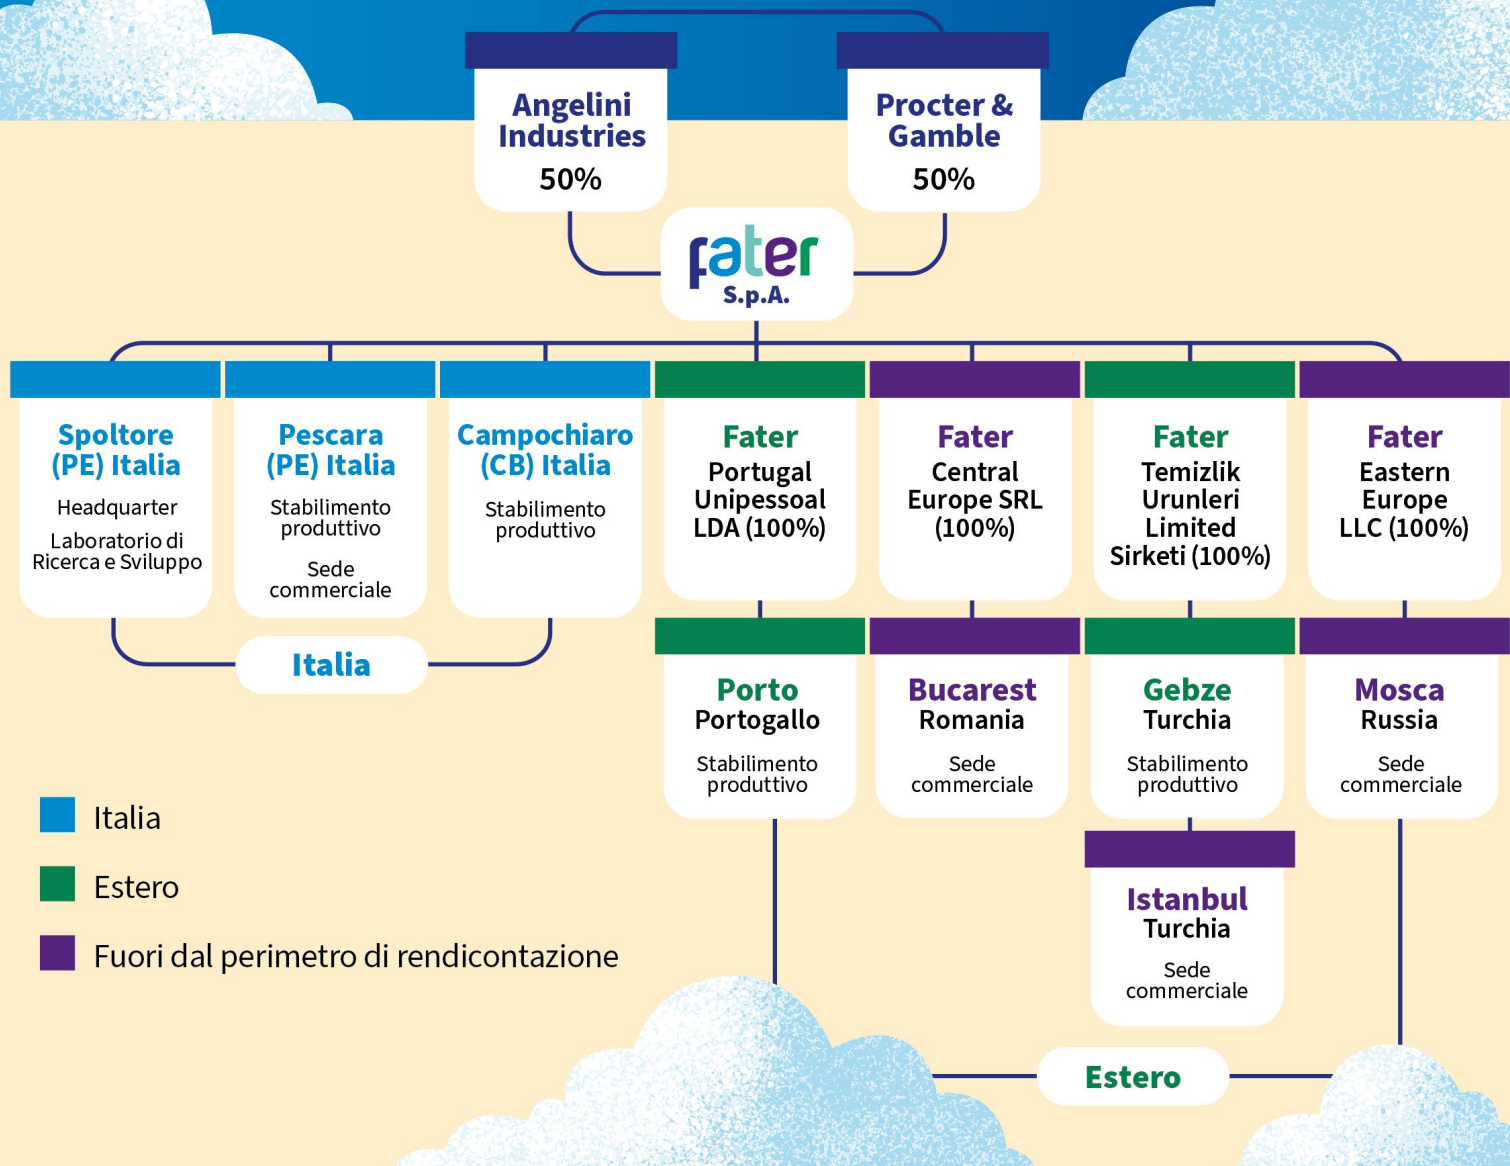 Angelini
Industries
50%
Procter &
Gamble
50%
fater
S.p.A.
Spoltore
(PE) Italia
Headquarter
Laboratorio di
Ricerca e Sviluppo
Pescara
(PE) Italia
Stabilimento
produttivo
Sede
commerciale
Campochiaro
(CB) Italia
Stabilimento
produttivo
Fater
Portugal
Unipessoal
LDA (100%)
Fater
Central
Europe SRL
(100%)
Fater
Temizlik
Urunleri
Limited
Sirketi (100%)
Fater
Eastern
Europe
LLC (100%)
Italia
Porto
Portogallo
Stabilimento
produttivo
Bucarest
Romania
Sede
commerciale
Gebze
Turchia
Stabilimento
produttivo
Mosca
Russia
Sede
commerciale
Istanbul
Turchia
Sede
commerciale
Italia
Estero
Fuori dal perimetro di rendicontazione
Estero